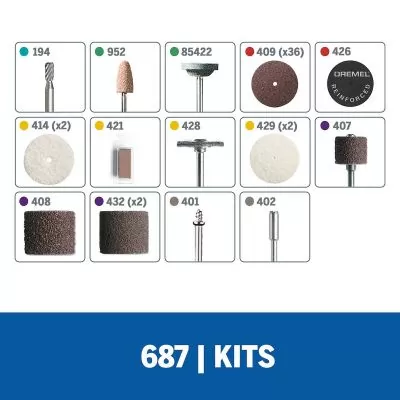 194
952
85422
409 (x36)
426
DREMEL
REINFORCED
414 (x2)
421
428
429 (x2)
407
408
432 (x2)
401
402
687 | KITS